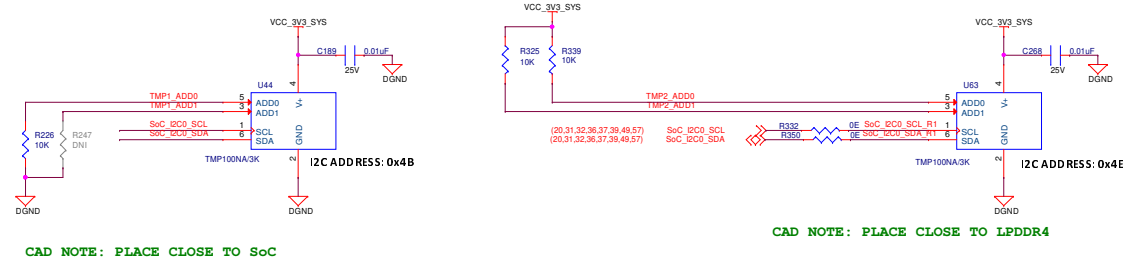 VCC_3V3_SYS
C189
0.01uF
25V
DGND
U44
4
TMP1_ADD0
5
ADD0
TMP1_ADD1
3
ADD1
V+
R226
10K
R247
DNI
SoC_I2C0_SCL
1
SCL
SoC_I2C0_SDA
6
SDA
GND
2
TMP100NA/3K
I2C ADDRESS: 0x4B
DGND
DGND
CAD NOTE: PLACE CLOSE TO SoC
VCC_3V3_SYS
R325
10K
R339
10K
VCC_3V3_SYS
C268
0.01uF
25V
DGND
U63
4
TMP2_ADD0
5
ADD0
TMP2_ADD1
3
ADD1
V+
(20,31,32,36,37,39,49,57)
SoC_I2C0_SCL
R332
0E
SoC_I2C0_SCL_R1
1
SCL
(20,31,32,36,37,39,49,57)
SoC_I2C0_SDA
R350
0E
SoC_I2C0_SDA_R1
6
SDA
GND
2
TMP100NA/3K
I2C ADDRESS: 0x4E
DGND
CAD NOTE: PLACE CLOSE TO LPDDR4